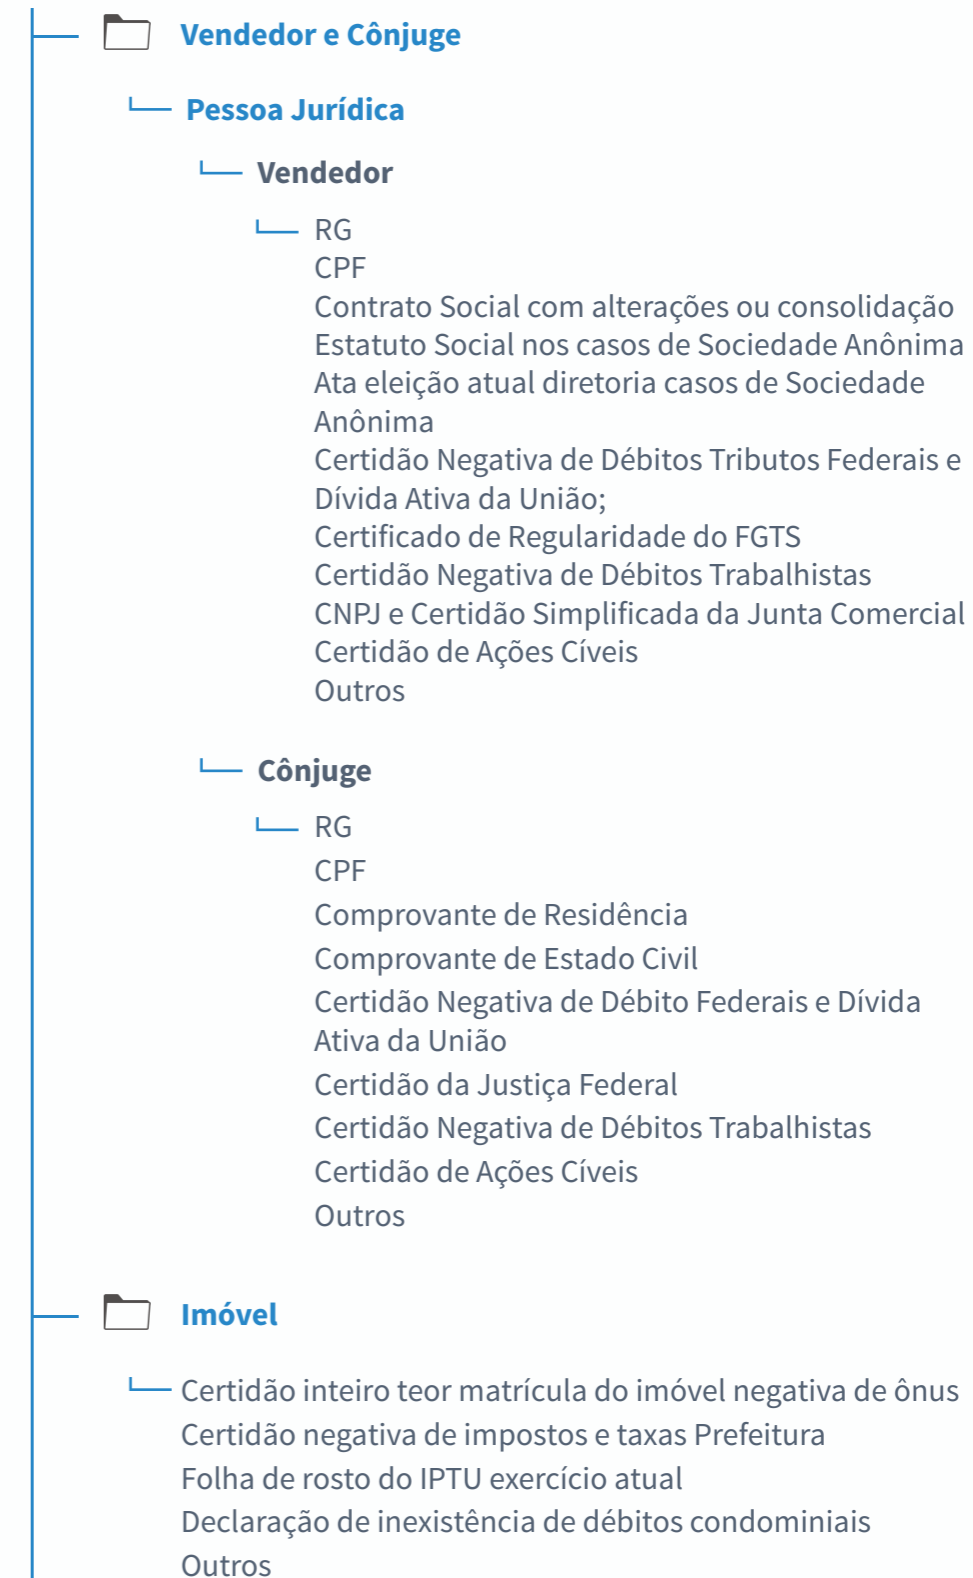 Vendedor e Cônjuge
Pessoa Jurídica
Vendedor
RG
CPF
Contrato Social com alterações ou consolidação
Estatuto Social nos casos de Sociedade Anônima
Ata eleição atual diretoria casos de Sociedade
Anônima
Certidão Negativa de Débitos Tributos Federais e
Dívida Ativa da União;
Certificado de Regularidade do FGTS
Certidão Negativa de Débitos Trabalhistas
CNPJ e Certidão Simplificada da Junta Comercial
Certidão de Ações Cíveis
Outros
Cônjuge
RG
CPF
Comprovante de Residência
Comprovante de Estado Civil
Certidão Negativa de Débito Federais e Dívida
Ativa da União
Certidão da Justiça Federal
Certidão Negativa de Débitos Trabalhistas
Certidão de Ações Cíveis
Outros
Imóvel
Certidão inteiro teor matrícula do imóvel negativa de ônus
Certidão negativa de impostos e taxas Prefeitura
Folha de rosto do IPTU exercício atual
Declaração de inexistência de débitos condominiais
Outros